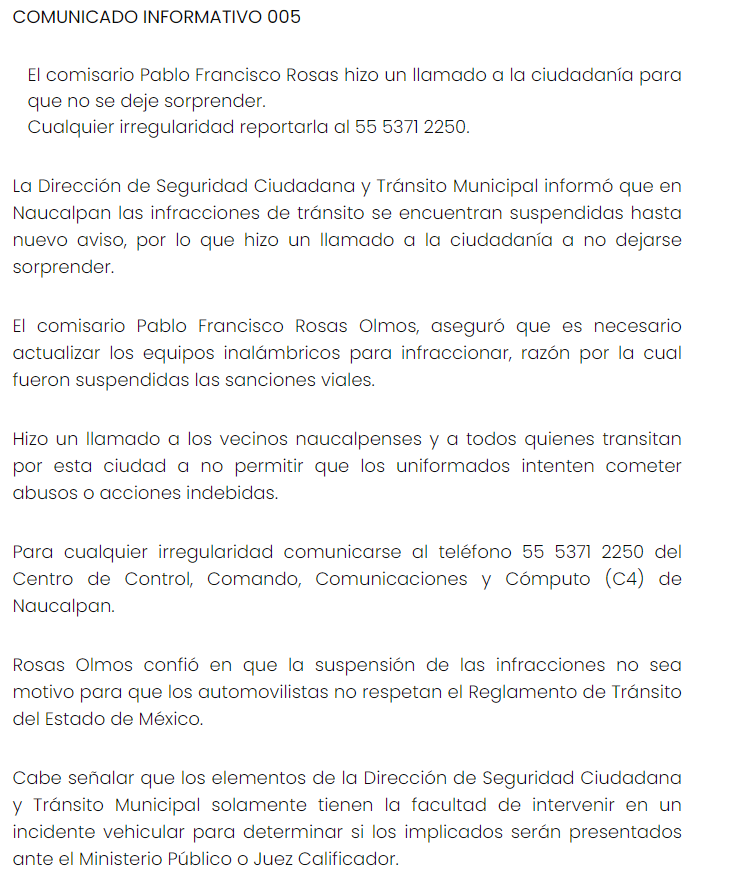 COMUNICADO INFORMATIVO 005
El comisario Pablo Francisco Rosas hizo un llamado a la ciudadanía para
que no se deje sorprender.
Cualquier irregularidad reportarla al 55 5371 2250.
La Dirección de Seguridad Ciudadana y Tránsito Municipal informó que en
Naucalpan las infracciones de tránsito se encuentran suspendidas hasta
nuevo aviso, por lo que hizo un llamado a la ciudadanía a no dejarse
sorprender.
El comisario Pablo Francisco Rosas Olmos, aseguró que es necesario
actualizar los equipos inalámbricos para infraccionar, razón por la cual
fueron suspendidas las sanciones viales.
Hizo un llamado a los vecinos naucalpenses y a todos quienes transitan
por esta ciudad a no permitir que los uniformados intenten cometer
abusos o acciones indebidas.
Para cualquier irregularidad comunicarse al teléfono 55 5371 2250 del
Centro de Control, Comando, Comunicaciones y Cómputo (C4) de
Naucalpan.
Rosas Olmos confió en que la suspensión de las infracciones no sea
motivo para que los automovilistas no respetan el Reglamento de Tránsito
del Estado de México.
Cabe señalar que los elementos de la Dirección de Seguridad Ciudadana
y Tránsito Municipal solamente tienen la facultad de intervenir en un
incidente vehicular para determinar si los implicados serán presentados
ante el Ministerio Público o Juez Calificador.